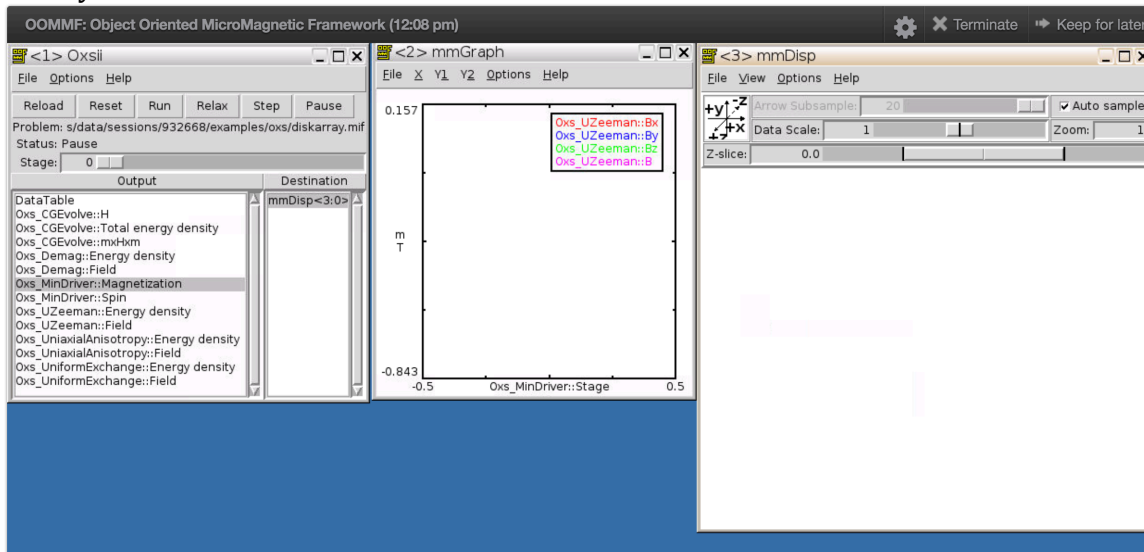 OOMMF: Object Oriented MicroMagnetic Framework (12:08 pm)
Terminate
Keep for later
<1> Oxsii
File Options Help
Reload Reset Run Relax Step Pause
Problem: s/data/sessions/932668/examples/oxs/diskarray.mif
Status: Pause
Stage: 0
Output Destination
DataTable
Oxs_CGEvolve::H
Oxs_CGEvolve::Total energy density
Oxs_CGEvolve::mxHxm
Oxs_Demag::Energy density
Oxs_Demag::Field
Oxs_MinDriver::Magnetization
Oxs_MinDriver::Spin
Oxs_UZeeman::Energy density
Oxs_UZeeman::Field
Oxs_UniaxialAnisotropy::Energy density
Oxs_UniaxialAnisotropy::Field
Oxs_UniformExchange::Energy density
Oxs_UniformExchange::Field
mmDisp<3:0>
<2> mmGraph
File X Y1 Y2 Options Help
0.157
Oxs_UZeeman::Bx
Oxs_UZeeman::By
Oxs_UZeeman::Bz
Oxs_UZeeman::B
m
T
-0.843
-0.5 Oxs_MinDriver::Stage 0.5
<3> mmDisp
File View Options Help
+y -z
+z +x
Arrow Subsample: 20 Auto sample
Data Scale: 1 Zoom: 1
Z-slice: 0.0